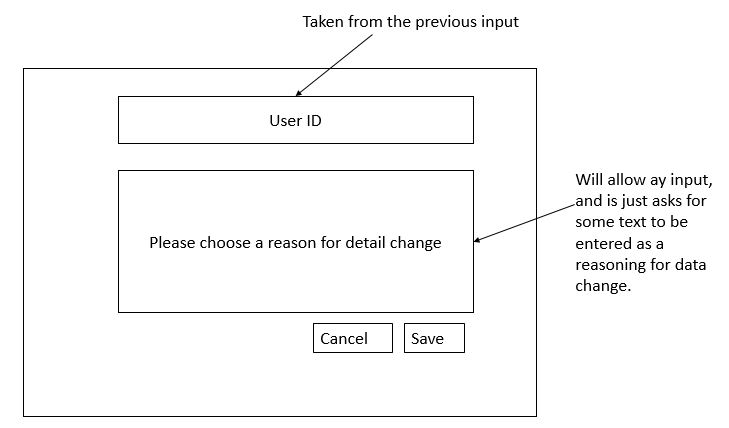 Taken from the previous input
User ID
Will allow ay input,
and is just asks for
some text to be
entered as a
reasoning for data
change.
Please choose a reason for detail change
Cancel
Save